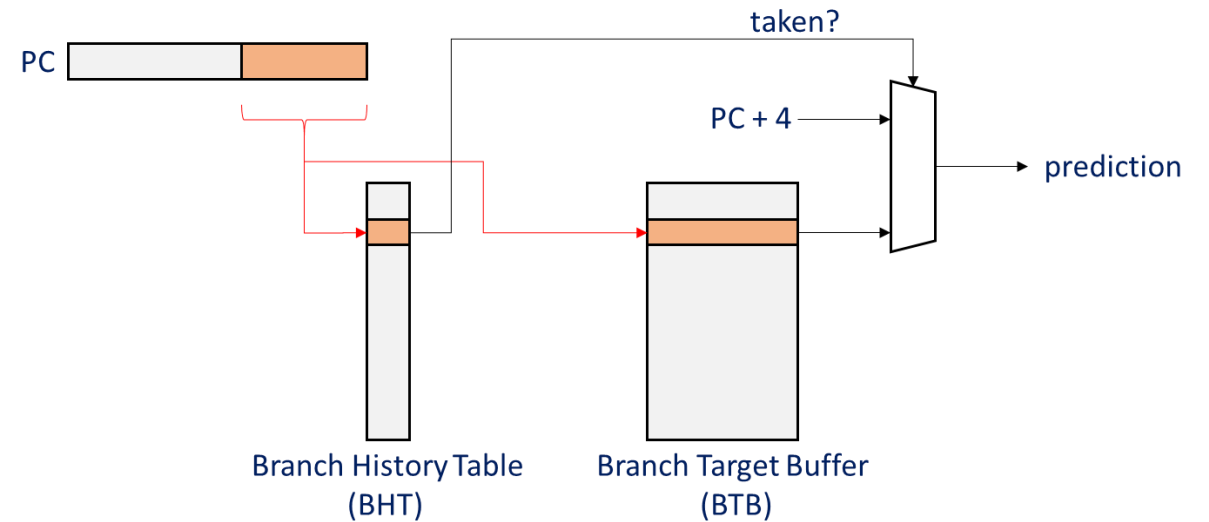 taken?
PC
PC + 4
prediction
Branch History Table
(BHT)
Branch Target Buffer
(BTB)